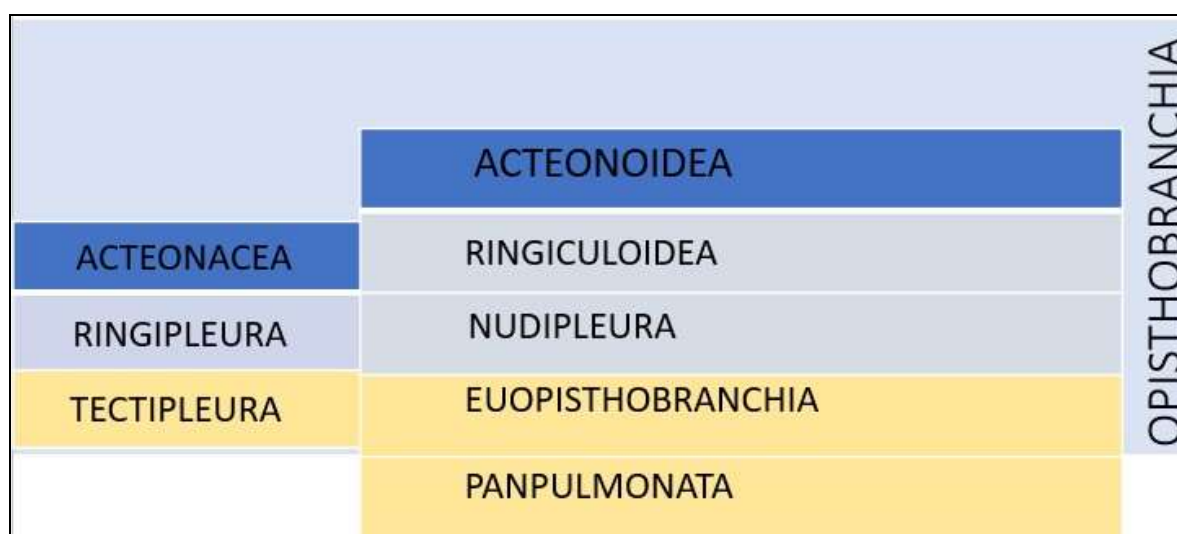 ACTEONOIDEA
ACTEONACEA
RINGICULOIDEA
RINGIPLEURA
NUDIPLEURA
TECTIPLEURA
EUOPISTHOBRANCHIA
PANPULMONATA
OPISTHOBRANCHIA